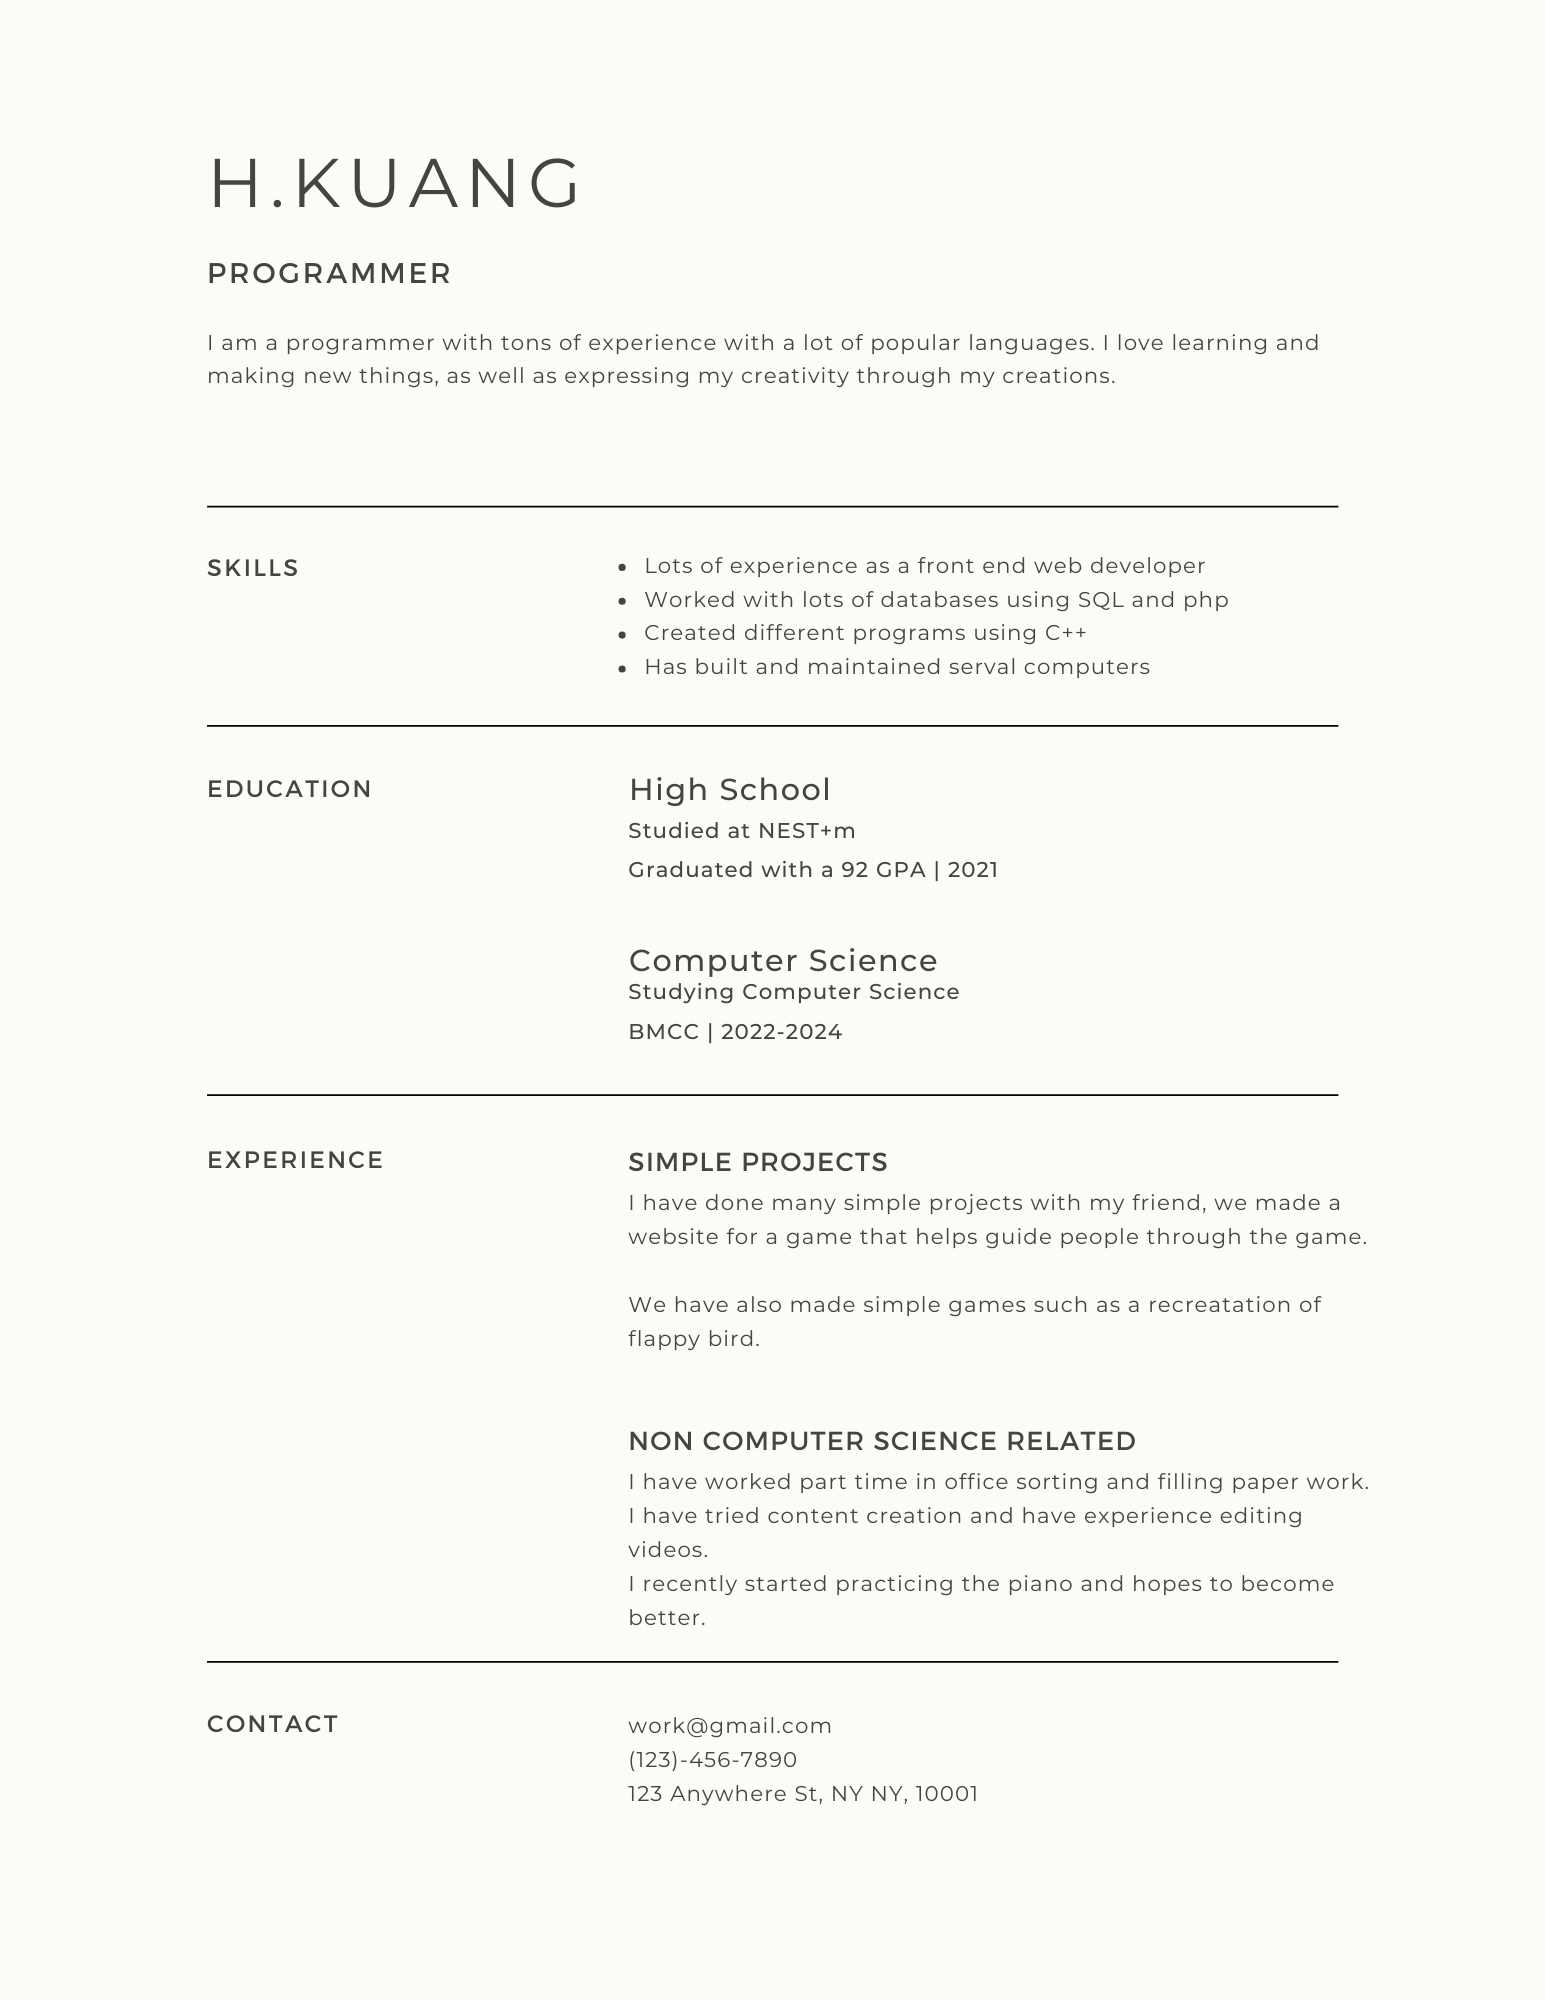 H.KUANG
PROGRAMMER
I am a programmer with tons of experience with a lot of popular languages. I love learning and
making new things, as well as expressing my creativity through my creations.
SKILLS
• Lots of experience as a front end web developer
• Worked with lots of databases using SQL and php
• Created different programs using C++
• Has built and maintained serval computers
EDUCATION
High School
Studied at NEST+m
Graduated with a 92 GPA | 2021
Computer Science
Studying Computer Science
BMCC | 2022-2024
EXPERIENCE
SIMPLE PROJECTS
I have done many simple projects with my friend, we made a
website for a game that helps guide people through the game.
We have also made simple games such as a recreatation of
flappy bird.
NON COMPUTER SCIENCE RELATED
I have worked part time in office sorting and filling paper work.
I have tried content creation and have experience editing
videos.
I recently started practicing the piano and hopes to become
better.
CONTACT
work@gmail.com
(123)-456-7890
123 Anywhere St, NY NY, 10001